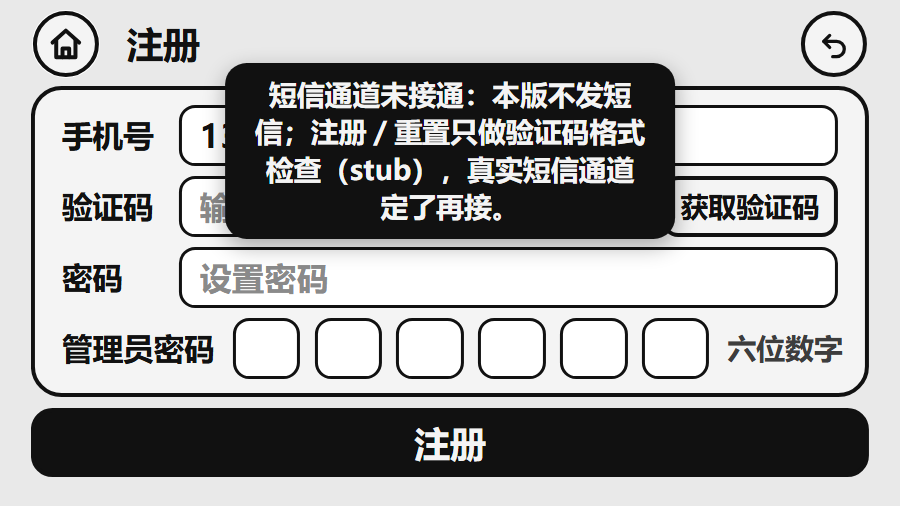 注册
短信通道未接通：本版不发短
信；注册 / 重置只做验证码格式
检查（stub），真实短信通道
定了再接。
手机号
验证码
获取验证码
密码
设置密码
管理员密码
六位数字
注册